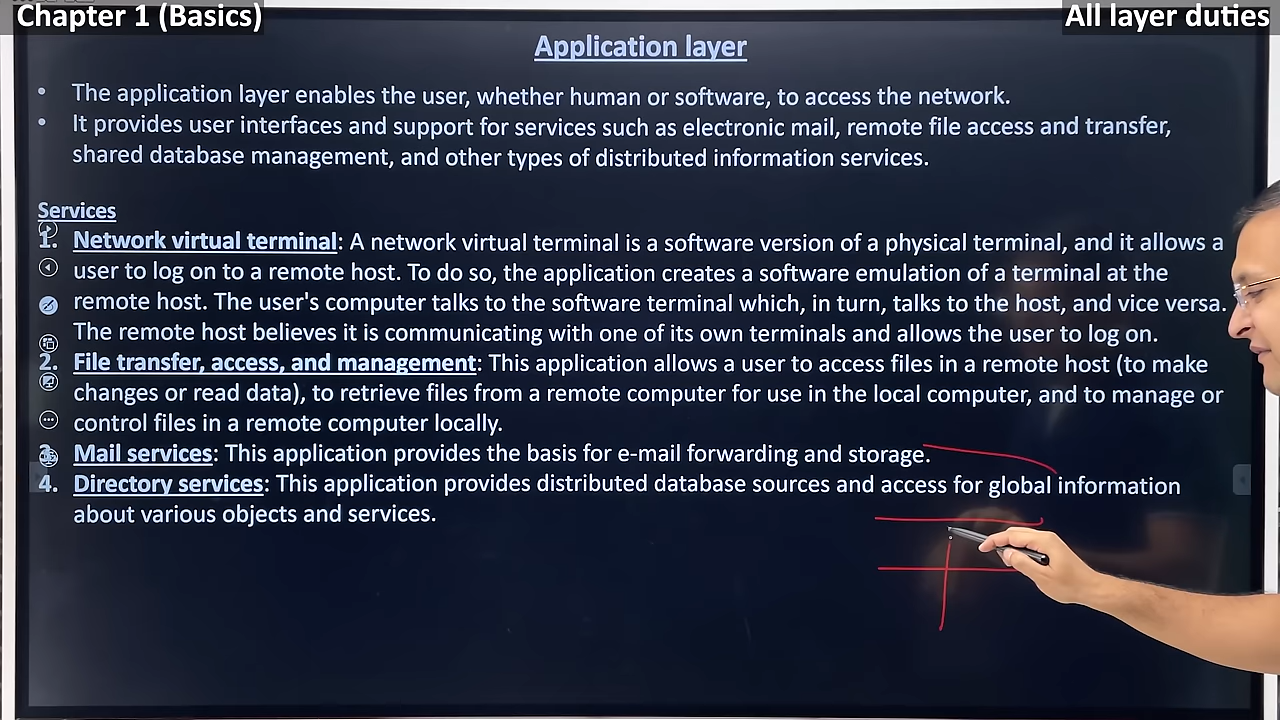 Chapter 1 (Basics)
All layer duties
Application layer
• The application layer enables the user, whether human or software, to access the network.
• It provides user interfaces and support for services such as electronic mail, remote file access and transfer,
shared database management, and other types of distributed information services.
Services
1. Network virtual terminal: A network virtual terminal is a software version of a physical terminal, and it allows a
user to log on to a remote host. To do so, the application creates a software emulation of a terminal at the
remote host. The user's computer talks to the software terminal which, in turn, talks to the host, and vice versa.
The remote host believes it is communicating with one of its own terminals and allows the user to log on.
2. File transfer, access, and management: This application allows a user to access files in a remote host (to make
changes or read data), to retrieve files from a remote computer for use in the local computer, and to manage or
control files in a remote computer locally.
3. Mail services: This application provides the basis for e-mail forwarding and storage.
4. Directory services: This application provides distributed database sources and access for global information
about various objects and services.